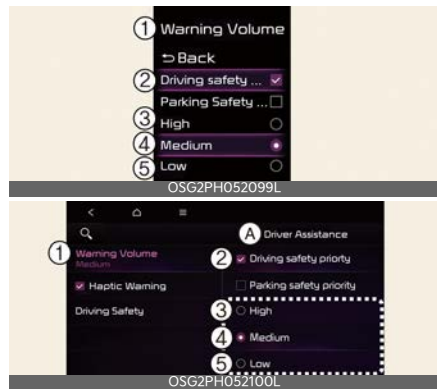 ① Warning Volume
⮌ Back
② Driving safety ...
Parking Safety ...
③ High
④ Medium
⑤ Low
OSG2PH052099L
Ⓐ Driver Assistance
① Warning Volume
Medium
② Driving safety priorty
Haptic Warning
Parking safety priority
Driving Safety
③ High
④ Medium
⑤ Low
OSG2PH052100L